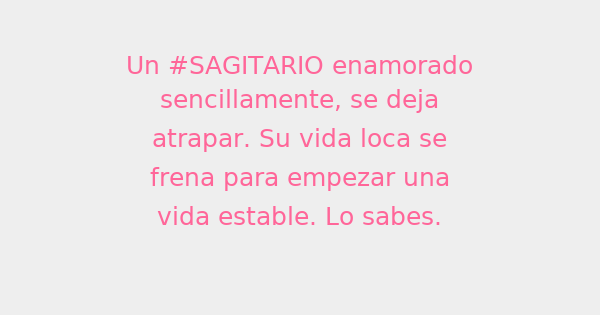 Un #SAGITARIO enamorado
sencillamente, se deja
atrapar. Su vida loca se
frena para empezar una
vida estable. Lo sabes.